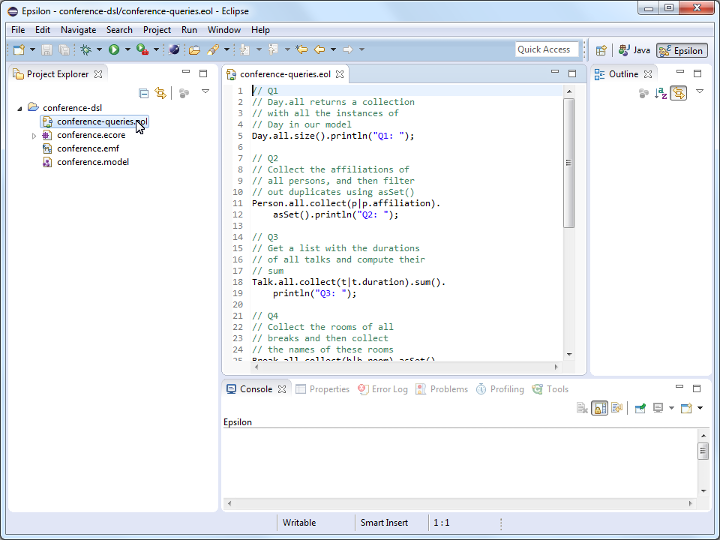 Epsilon - conference-dsl/conference-queries.eol - Eclipse
File Edit Navigate Search Project Run Window Help
Quick Access
Java
Epsilon
Project Explorer
conference-dsl
conference-queries.eol
conference.ecore
conference.emf
conference.model
conference-queries.eol
1 // Q1
2 // Day.all returns a collection
3 // with all the instances of
4 // Day in our model
5 Day.all.size().println("Q1: ");
6
7 // Q2
8 // Collect the affiliations of
9 // all persons, and then filter
10 // out duplicates using asSet()
11 Person.all.collect(p|p.affiliation).
12 asSet().println("Q2: ");
13
14 // Q3
15 // Get a list with the durations
16 // of all talks and compute their
17 // sum
18 Talk.all.collect(t|t.duration).sum().
19 println("Q3: ");
20
21 // Q4
22 // Collect the rooms of all
23 // breaks and then collect
24 // the names of these rooms
25 Break.all.collect(b|b.room).asSet()
Outline
Console
Properties
Error Log
Problems
Profiling
Tools
Epsilon
Writable
Smart Insert
1 : 1